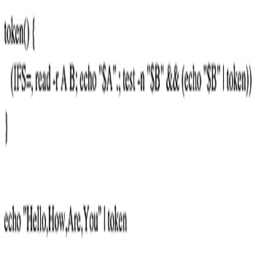 token() {
(IFS=, read -r A B; echo "$A".; test -n "$B" && (echo "$B" | token))
}
echo "Hello,How,Are,You" | token